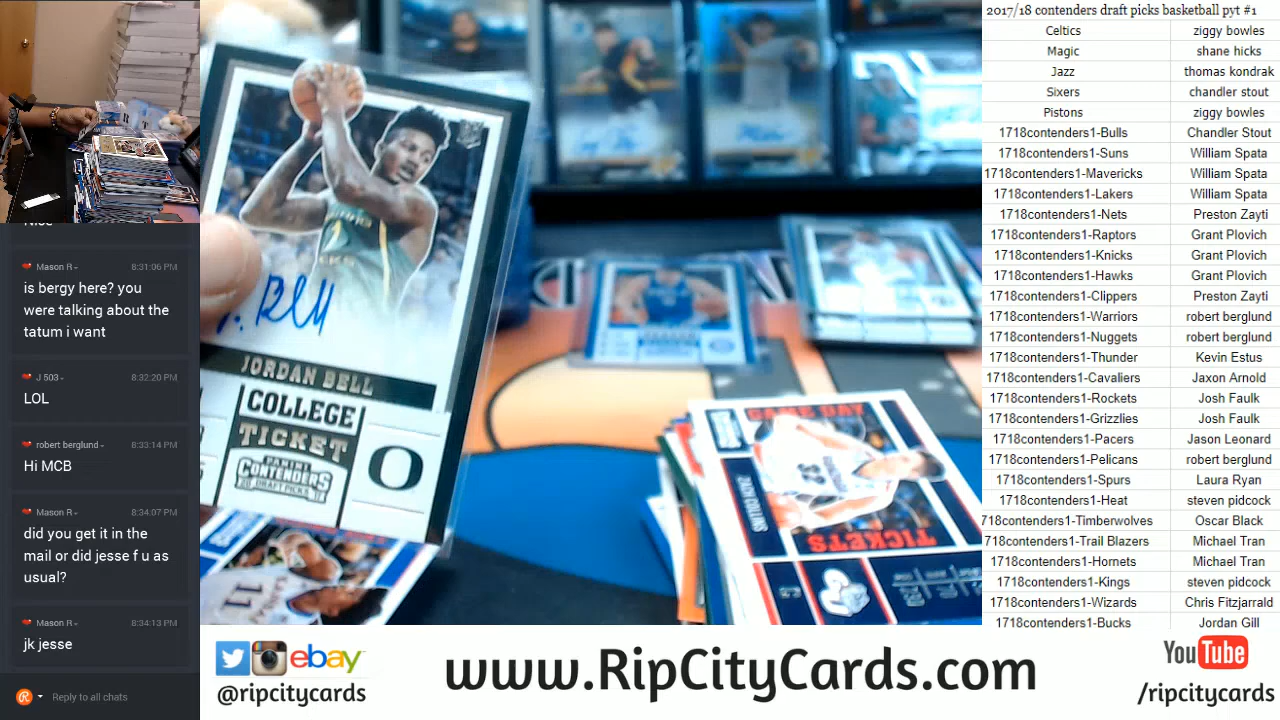 Mason R 8:31:06 PM
is bergy here? you
were talking about the
tatum i want
J 503 8:32:20 PM
LOL
robert berglund 8:33:14 PM
Hi MCB
Mason R 8:34:07 PM
did you get it in the
mail or did jesse f u as
usual?
Mason R 8:34:13 PM
jk jesse
Reply to all chats
JORDAN BELL
COLLEGE
TICKET
PANINI
CONTENDERS
DRAFT PICKS
O
11
GAME DAY
ZACH COLLINS
TICKETS
2017/18 contenders draft picks basketball pyt #1
Celtics ziggy bowles
Magic shane hicks
Jazz thomas kondrak
Sixers chandler stout
Pistons ziggy bowles
1718contenders1-Bulls Chandler Stout
1718contenders1-Suns William Spata
1718contenders1-Mavericks William Spata
1718contenders1-Lakers William Spata
1718contenders1-Nets Preston Zayti
1718contenders1-Raptors Grant Plovich
1718contenders1-Knicks Grant Plovich
1718contenders1-Hawks Grant Plovich
1718contenders1-Clippers Preston Zayti
1718contenders1-Warriors robert berglund
1718contenders1-Nuggets robert berglund
1718contenders1-Thunder Kevin Estus
1718contenders1-Cavaliers Jaxon Arnold
1718contenders1-Rockets Josh Faulk
1718contenders1-Grizzlies Josh Faulk
1718contenders1-Pacers Jason Leonard
1718contenders1-Pelicans robert berglund
1718contenders1-Spurs Laura Ryan
1718contenders1-Heat steven pidcock
718contenders1-Timberwolves Oscar Black
718contenders1-Trail Blazers Michael Tran
1718contenders1-Hornets Michael Tran
1718contenders1-Kings steven pidcock
1718contenders1-Wizards Chris Fitzjarrald
1718contenders1-Bucks Jordan Gill
ebay
@ripcitycards
www.RipCityCards.com
YouTube
/ripcitycards